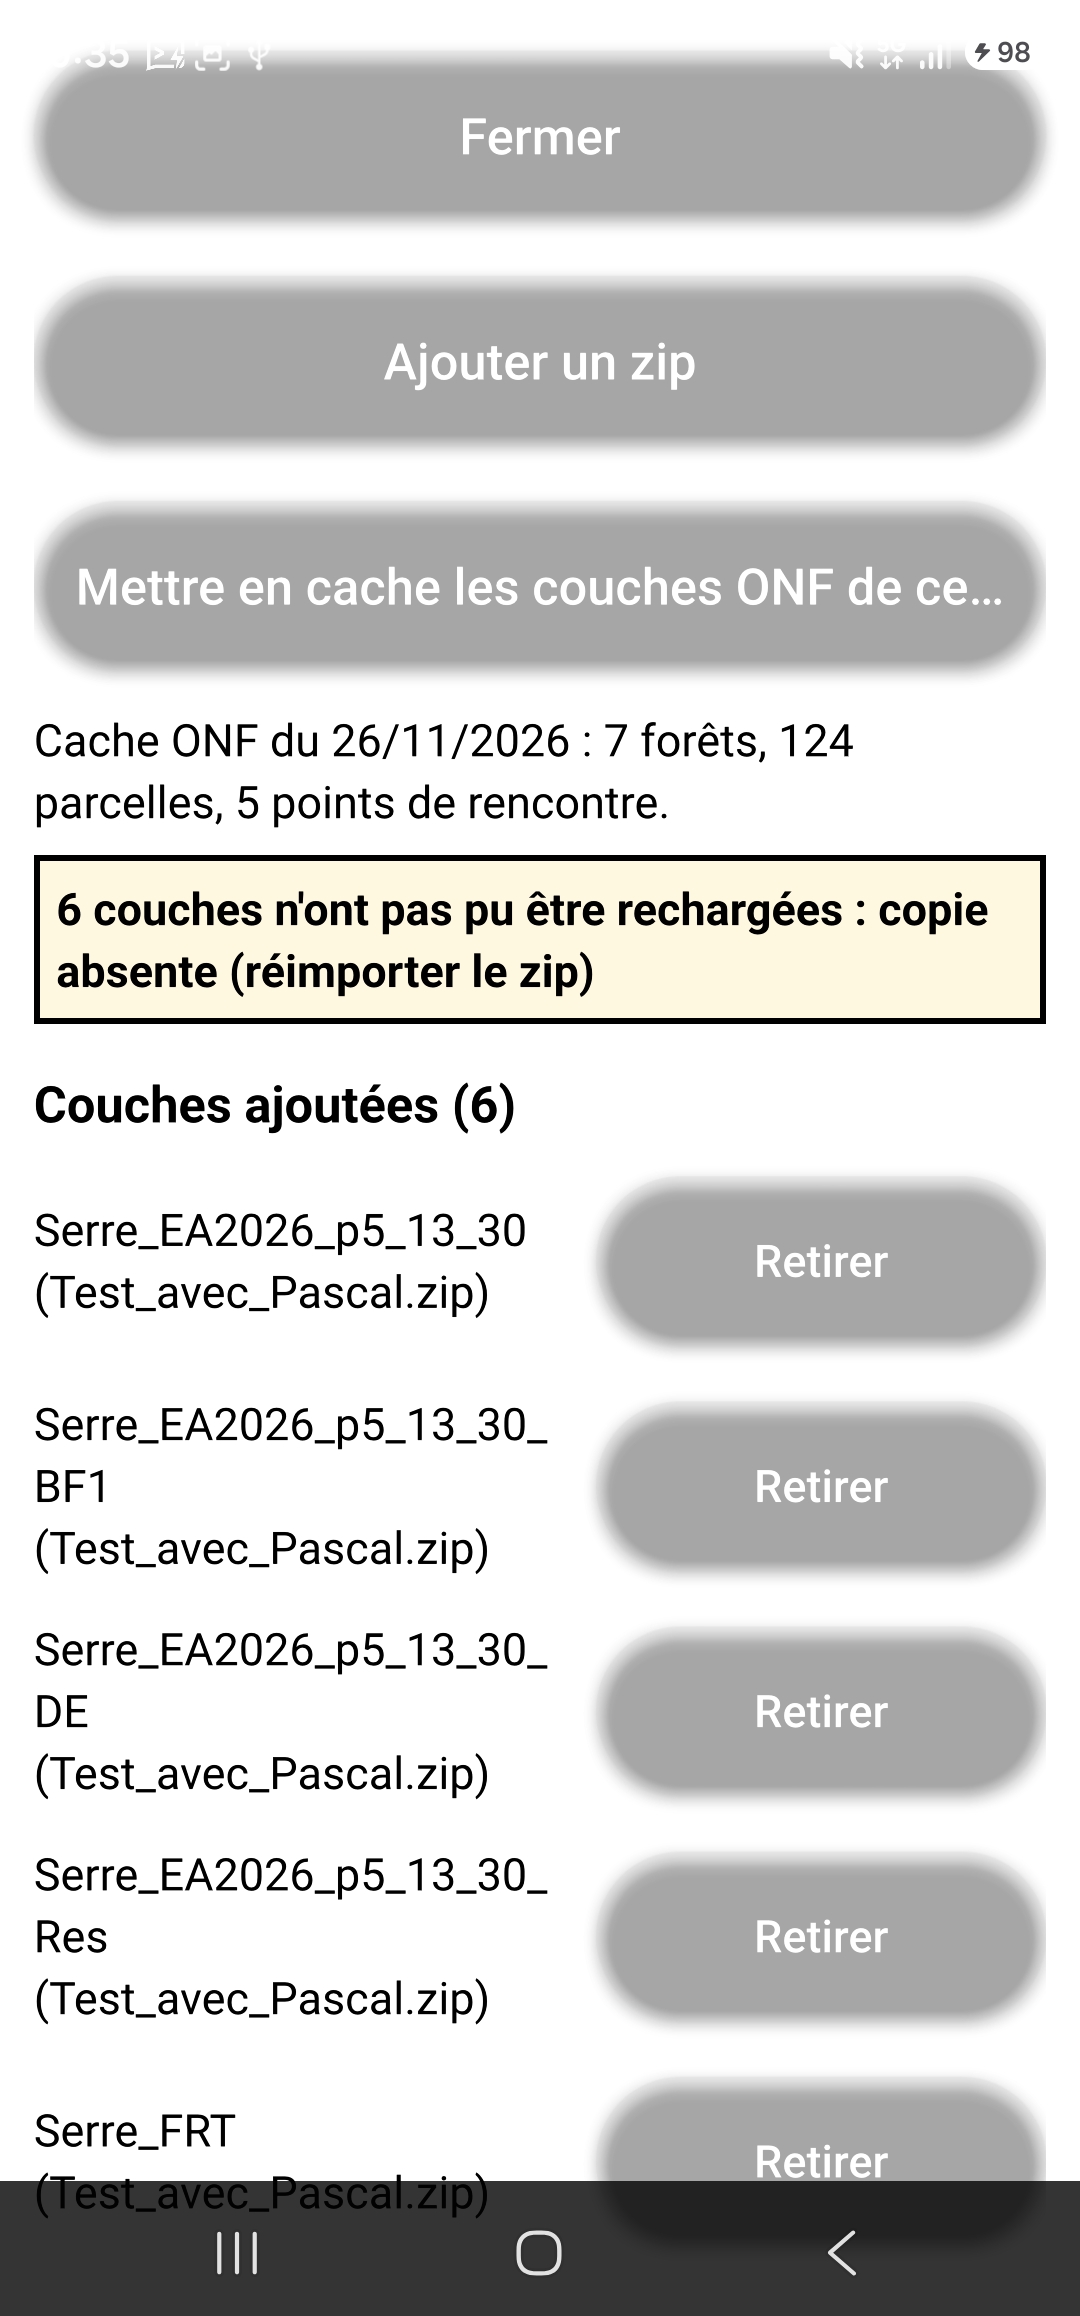 98
Fermer
Ajouter un zip
Mettre en cache les couches ONF de ce...
Cache ONF du 26/11/2026 : 7 forêts, 124
parcelles, 5 points de rencontre.
6 couches n'ont pas pu être rechargées : copie
absente (réimporter le zip)
Couches ajoutées (6)
Serre_EA2026_p5_13_30
(Test_avec_Pascal.zip)
Retirer
Serre_EA2026_p5_13_30_
BF1
(Test_avec_Pascal.zip)
Retirer
Serre_EA2026_p5_13_30_
DE
(Test_avec_Pascal.zip)
Retirer
Serre_EA2026_p5_13_30_
Res
(Test_avec_Pascal.zip)
Retirer
Serre_FRT
(Test_avec_Pascal.zip)
Retirer